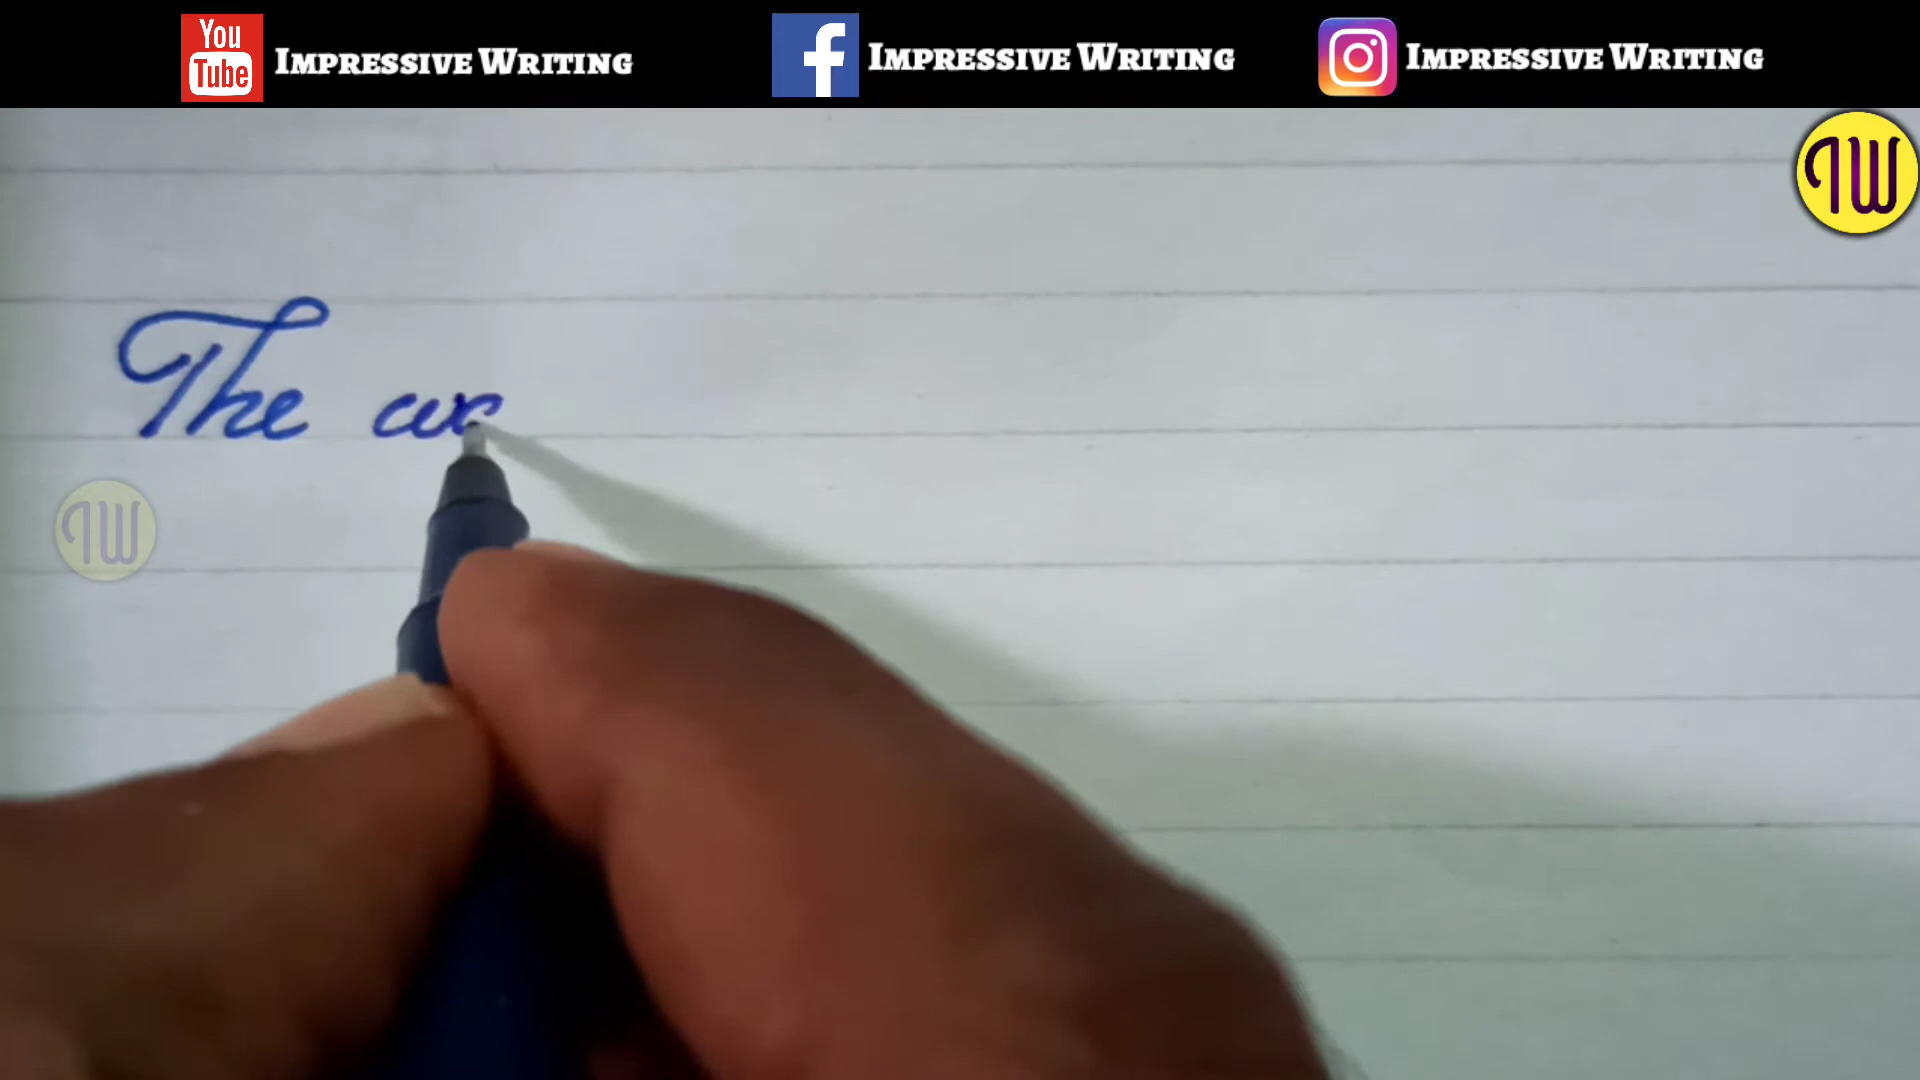 You Tube IMPRESSIVE WRITING f IMPRESSIVE WRITING IMPRESSIVE WRITING
IW
The
IW